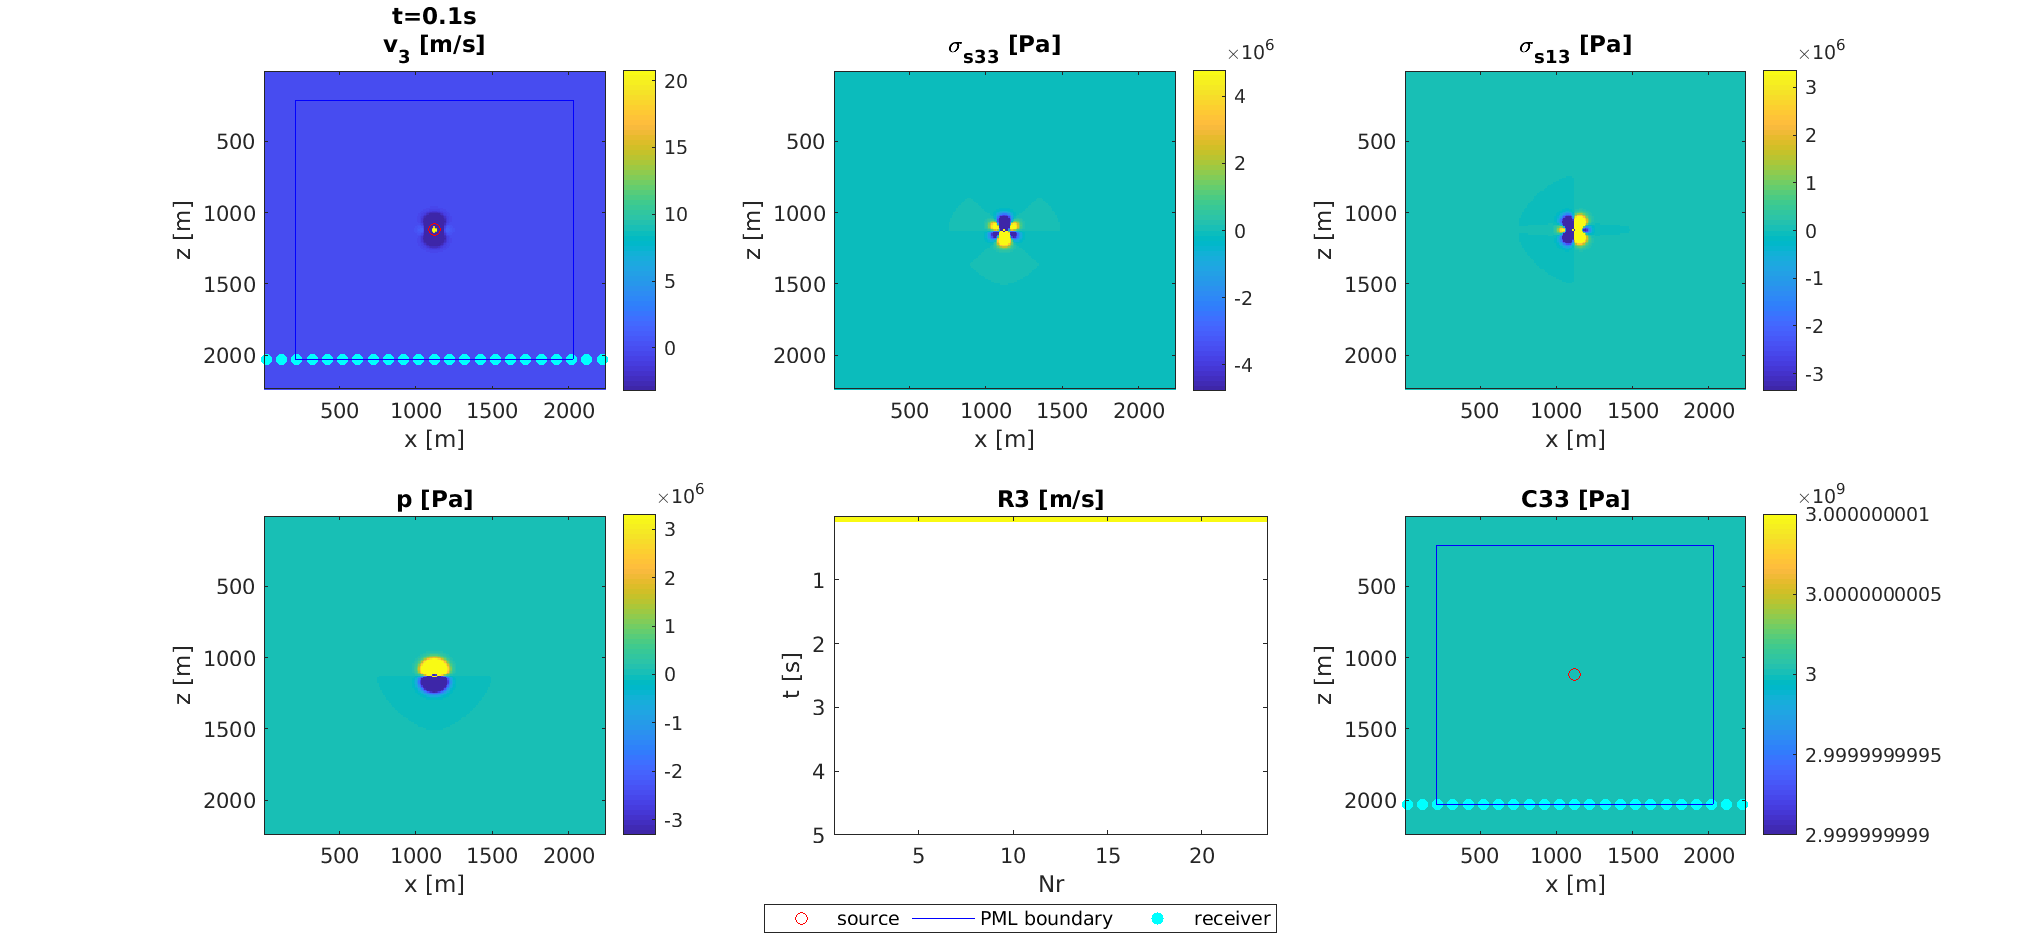 t=0.1s
v3 [m/s]
500
1000
1500
2000
z [m]
500 1000 1500 2000
x [m]
20
15
10
5
0
σs33 [Pa]
×10^6
500
1000
1500
2000
z [m]
500 1000 1500 2000
x [m]
4
2
0
-2
-4
σs13 [Pa]
×10^6
500
1000
1500
2000
z [m]
500 1000 1500 2000
x [m]
3
2
1
0
-1
-2
-3
p [Pa]
×10^6
500
1000
1500
2000
z [m]
500 1000 1500 2000
x [m]
3
2
1
0
-1
-2
-3
R3 [m/s]
1
2
3
4
5
t [s]
5 10 15 20
Nr
C33 [Pa]
×10^9
500
1000
1500
2000
z [m]
500 1000 1500 2000
x [m]
3.000000001
3.0000000005
3
2.9999999995
2.999999999
source PML boundary receiver